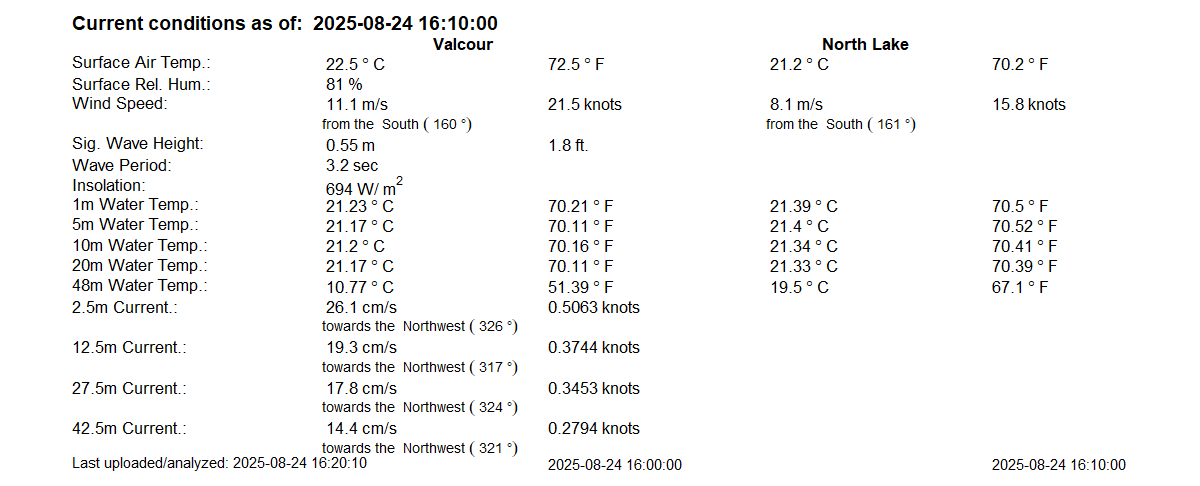 Current conditions as of: 2025-08-24 16:10:00
Valcour North Lake
Surface Air Temp.: 22.5 ° C 72.5 ° F 21.2 ° C 70.2 ° F
Surface Rel. Hum.: 81 %
Wind Speed: 11.1 m/s 21.5 knots 8.1 m/s 15.8 knots
from the South ( 160 °) from the South ( 161 °)
Sig. Wave Height: 0.55 m 1.8 ft.
Wave Period: 3.2 sec
Insolation: 694 W/ m²
1m Water Temp.: 21.23 ° C 70.21 ° F 21.39 ° C 70.5 ° F
5m Water Temp.: 21.17 ° C 70.11 ° F 21.4 ° C 70.52 ° F
10m Water Temp.: 21.2 ° C 70.16 ° F 21.34 ° C 70.41 ° F
20m Water Temp.: 21.17 ° C 70.11 ° F 21.33 ° C 70.39 ° F
48m Water Temp.: 10.77 ° C 51.39 ° F 19.5 ° C 67.1 ° F
2.5m Current.: 26.1 cm/s 0.5063 knots
towards the Northwest ( 326 °)
12.5m Current.: 19.3 cm/s 0.3744 knots
towards the Northwest ( 317 °)
27.5m Current.: 17.8 cm/s 0.3453 knots
towards the Northwest ( 324 °)
42.5m Current.: 14.4 cm/s 0.2794 knots
towards the Northwest ( 321 °)
Last uploaded/analyzed: 2025-08-24 16:20:10 2025-08-24 16:00:00 2025-08-24 16:10:00